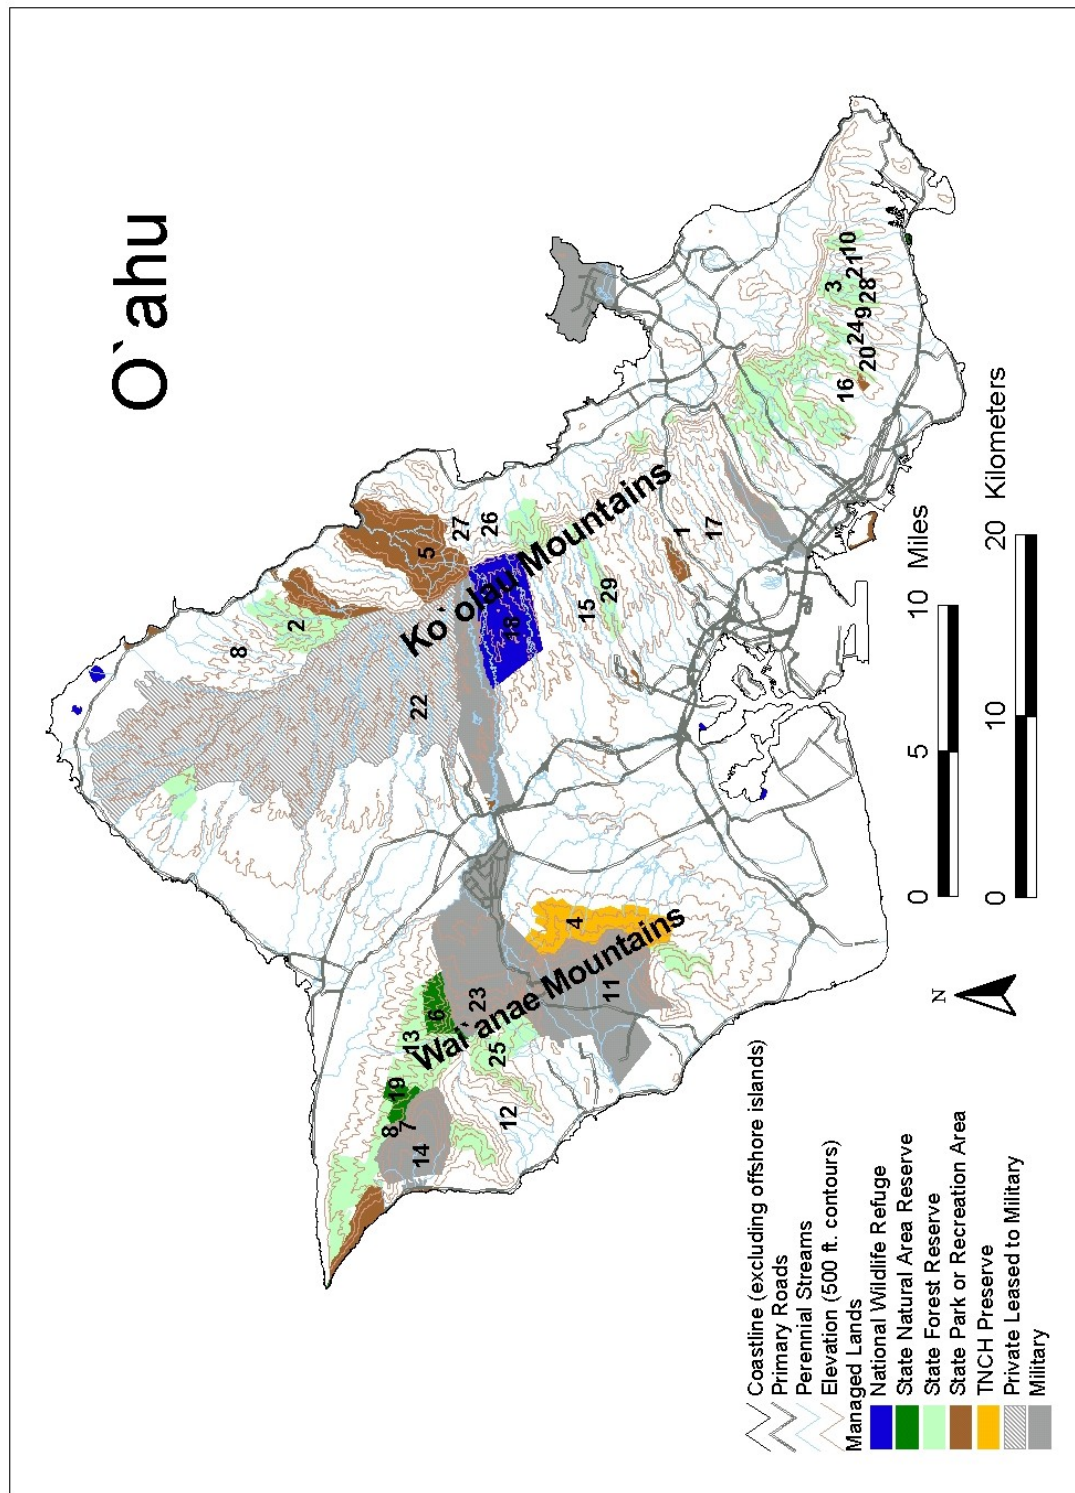 O`ahu
Ko`olau Mountains
Wai`anae Mountains
8
2
5
27
26
18
22
15
29
1
17
3
21
10
9
28
24
20
16
4
23
11
6
13
19
8
7
14
25
12
N
Coastline (excluding offshore islands)
Primary Roads
Perennial Streams
Elevation (500 ft. contours)
Managed Lands
National Wildlife Refuge
State Natural Area Reserve
State Forest Reserve
State Park or Recreation Area
TNCH Preserve
Private Leased to Military
Military
0 5 10 Miles
0 10 20 Kilometers